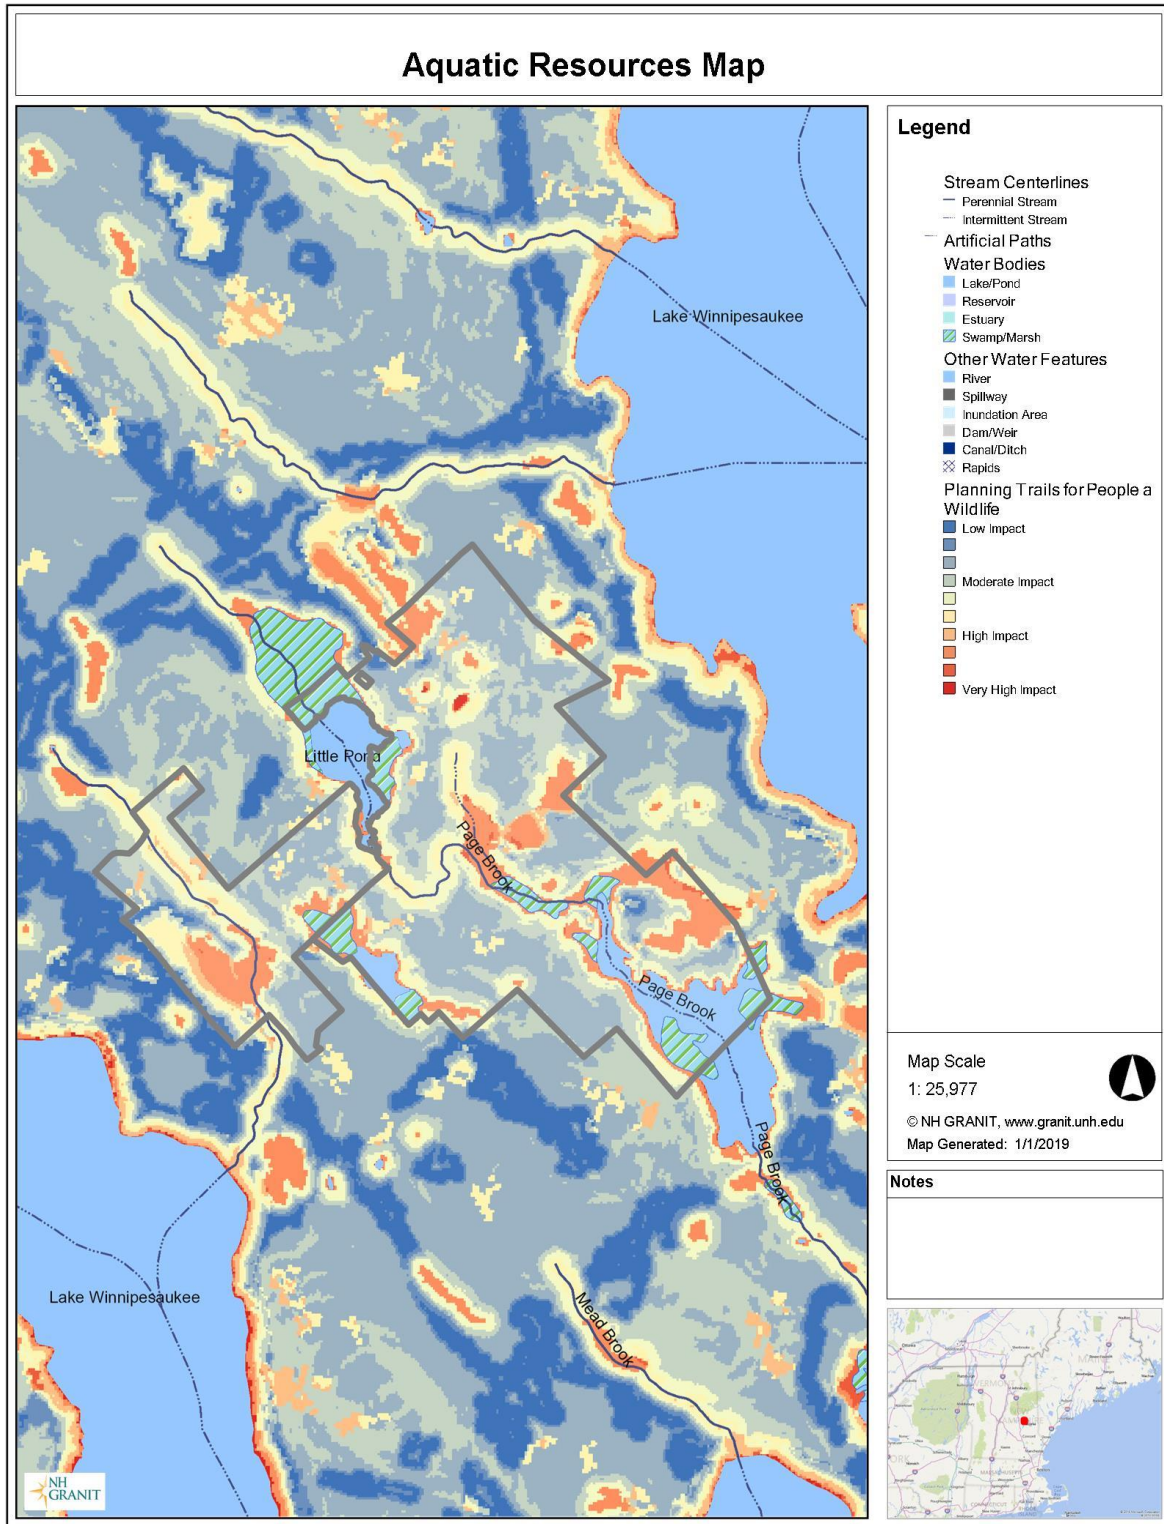 Aquatic Resources Map
Lake Winnipesaukee
Little Pond
Page Brook
Page Brook
Page Brook
Lake Winnipesaukee
Mead Brook
NH
GRANIT
Legend
Stream Centerlines
Perennial Stream
Intermittent Stream
Artificial Paths
Water Bodies
Lake/Pond
Reservoir
Estuary
Swamp/Marsh
Other Water Features
River
Spillway
Inundation Area
Dam/Weir
Canal/Ditch
Rapids
Planning Trails for People a
Wildlife
Low Impact
Moderate Impact
High Impact
Very High Impact
Map Scale
1: 25,977
© NH GRANIT, www.granit.unh.edu
Map Generated: 1/1/2019
Notes
VERMONT
MAINE